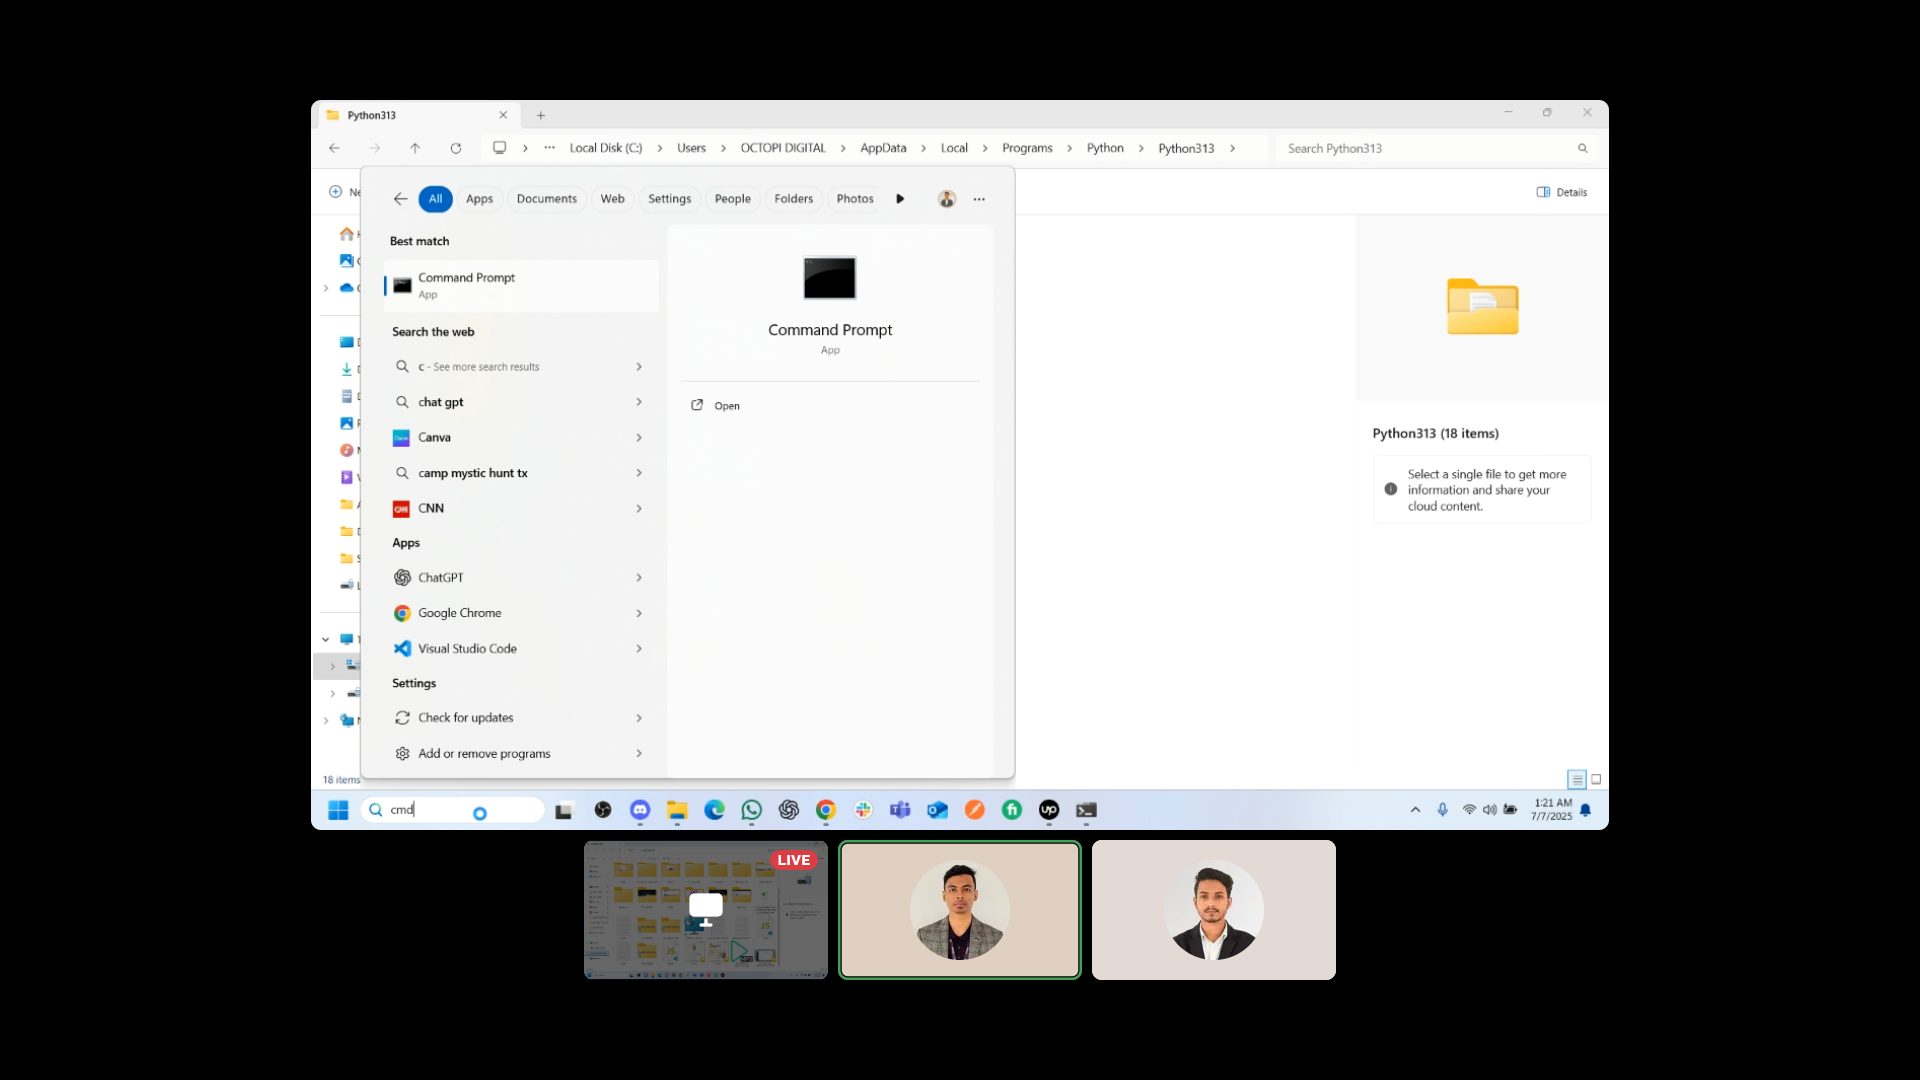 Python313
Local Disk (C:) > Users > OCTOPI DIGITAL > AppData > Local > Programs > Python > Python313 >
Search Python313
Ne
Details
All
Apps
Documents
Web
Settings
People
Folders
Photos
Best match
Command Prompt
App
Search the web
c - See more search results
chat gpt
Canva
camp mystic hunt tx
CNN
Apps
ChatGPT
Google Chrome
Visual Studio Code
Settings
Check for updates
Add or remove programs
Command Prompt
App
Open
Python313 (18 items)
Select a single file to get more
information and share your
cloud content.
18 items
cmd
1:21 AM
7/7/2025
LIVE